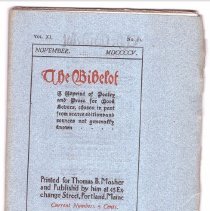 VOL. XI. No. 11.
NOVEMBER MDCCCCV.
The Bibelot
A Reprint of Poetry
and Prose for Book
Lovers, chosen in part
from scarce editions and
sources not generally
known
Printed for Thomas B. Mosher
and Publish'd by him at 45 Ex
change Street, Portland, Maine
Current Numbers 5 Cents.